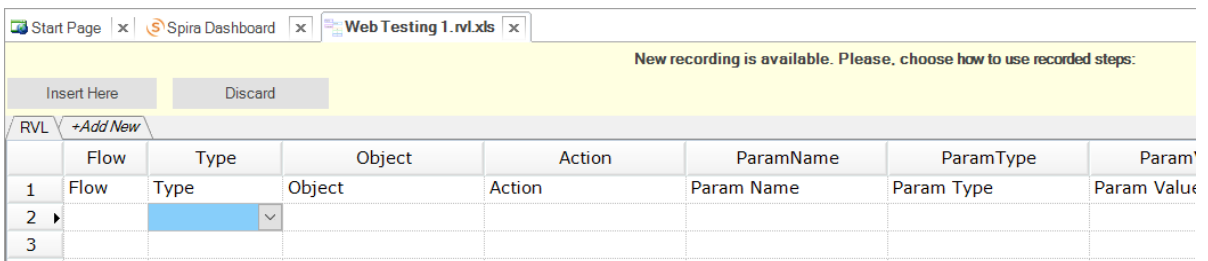 Start Page x Spira Dashboard x Web Testing 1.rvl.xls x
New recording is available. Please, choose how to use recorded steps:
Insert Here Discard
RVL +Add New
Flow Type Object Action ParamName ParamType ParamV
1 Flow Type Object Action Param Name Param Type Param Value
2
3